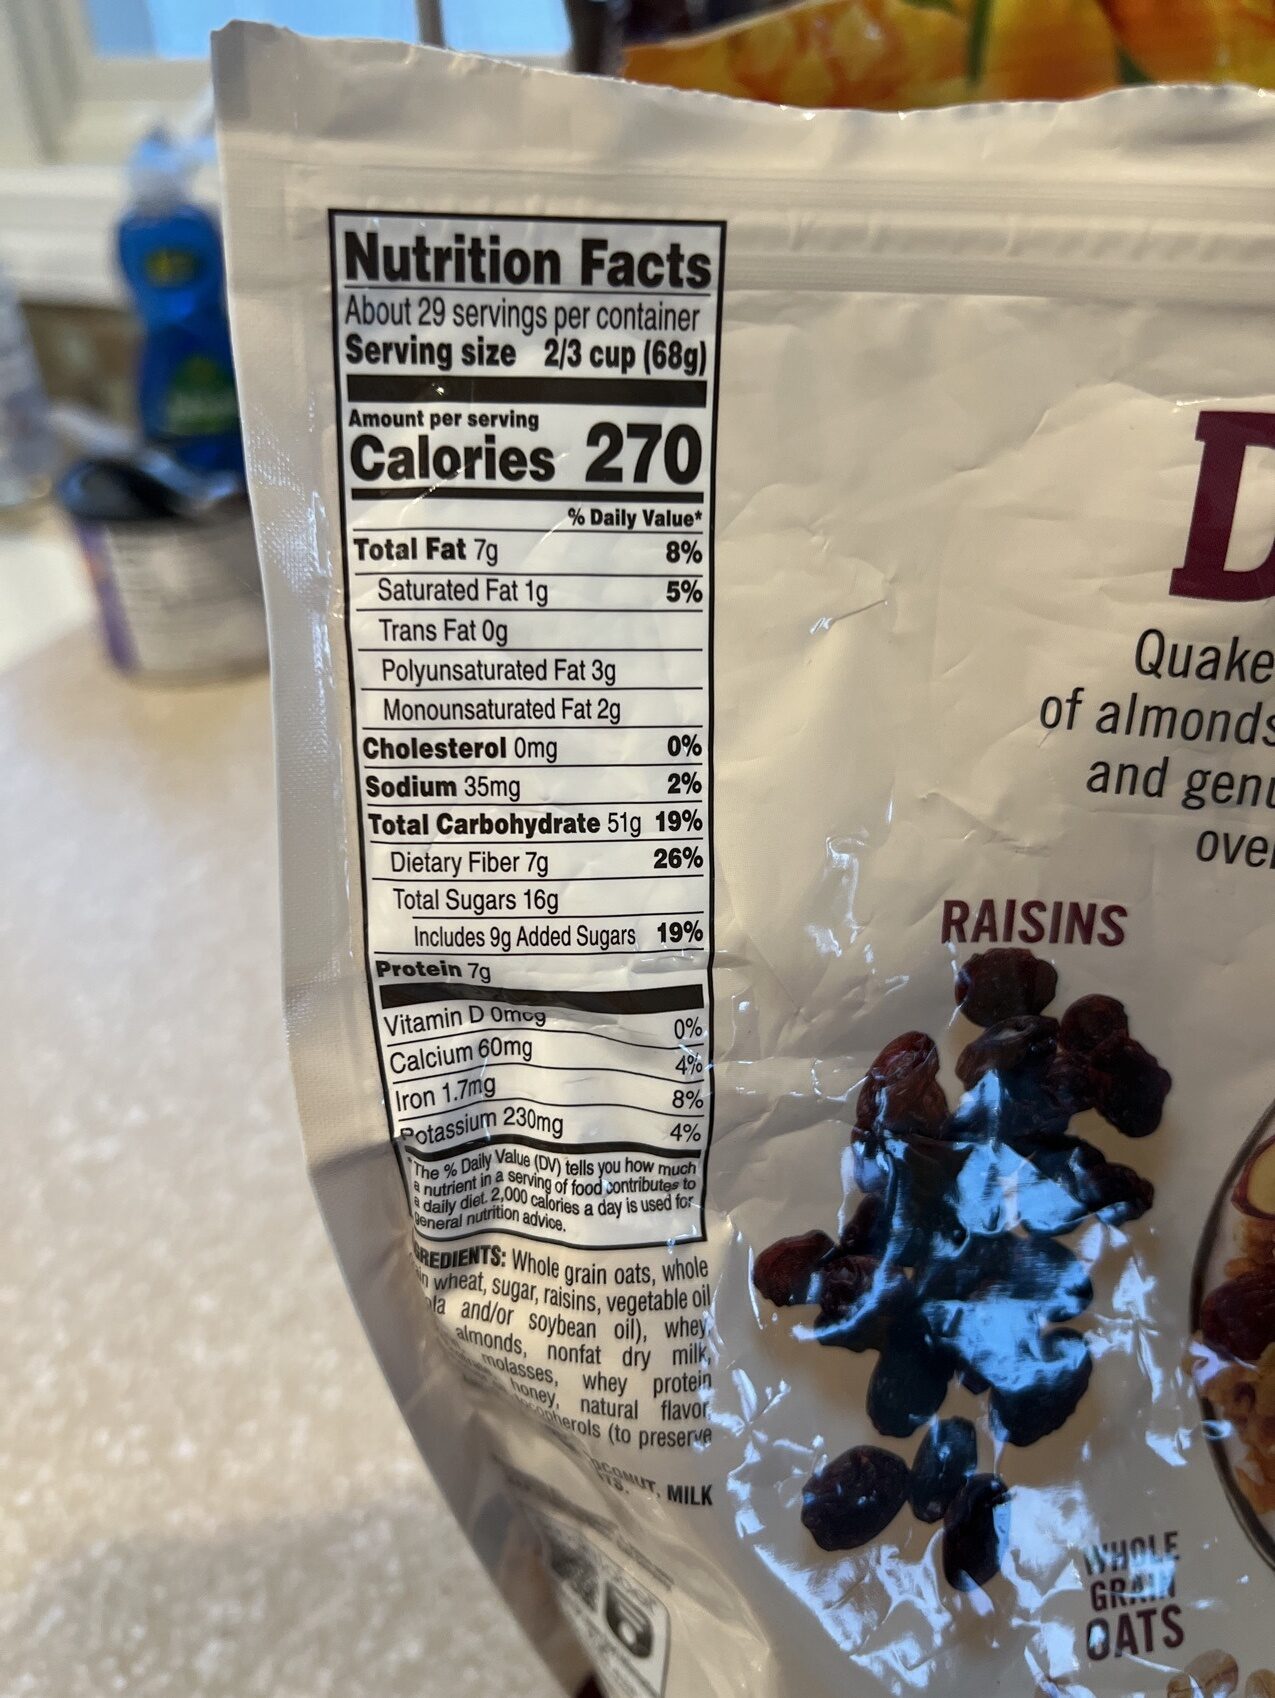 Nutrition Facts
About 29 servings per container
Serving size 2/3 cup (68g)
Amount per serving
Calories 270
% Daily Value*
Total Fat 7g 8%
Saturated Fat 1g 5%
Trans Fat 0g
Polyunsaturated Fat 3g
Monounsaturated Fat 2g
Cholesterol 0mg 0%
Sodium 35mg 2%
Total Carbohydrate 51g 19%
Dietary Fiber 7g 26%
Total Sugars 16g
Includes 9g Added Sugars 19%
Protein 7g
Vitamin D 0mcg 0%
Calcium 60mg 4%
Iron 1.7mg 8%
Potassium 230mg 4%
*The % Daily Value (DV) tells you how much
a nutrient in a serving of food contributes to
a daily diet. 2,000 calories a day is used for
general nutrition advice.
GREDIENTS: Whole grain oats, whole
in wheat, sugar, raisins, vegetable oil
ola and/or soybean oil), whey,
almonds, nonfat dry milk,
molasses, whey protein
honey, natural flavor,
copherols (to preserve
OCONUT, MILK
TS.
D
Quake
of almonds
and genu
over
RAISINS
WHOLE
GRAIN
OATS